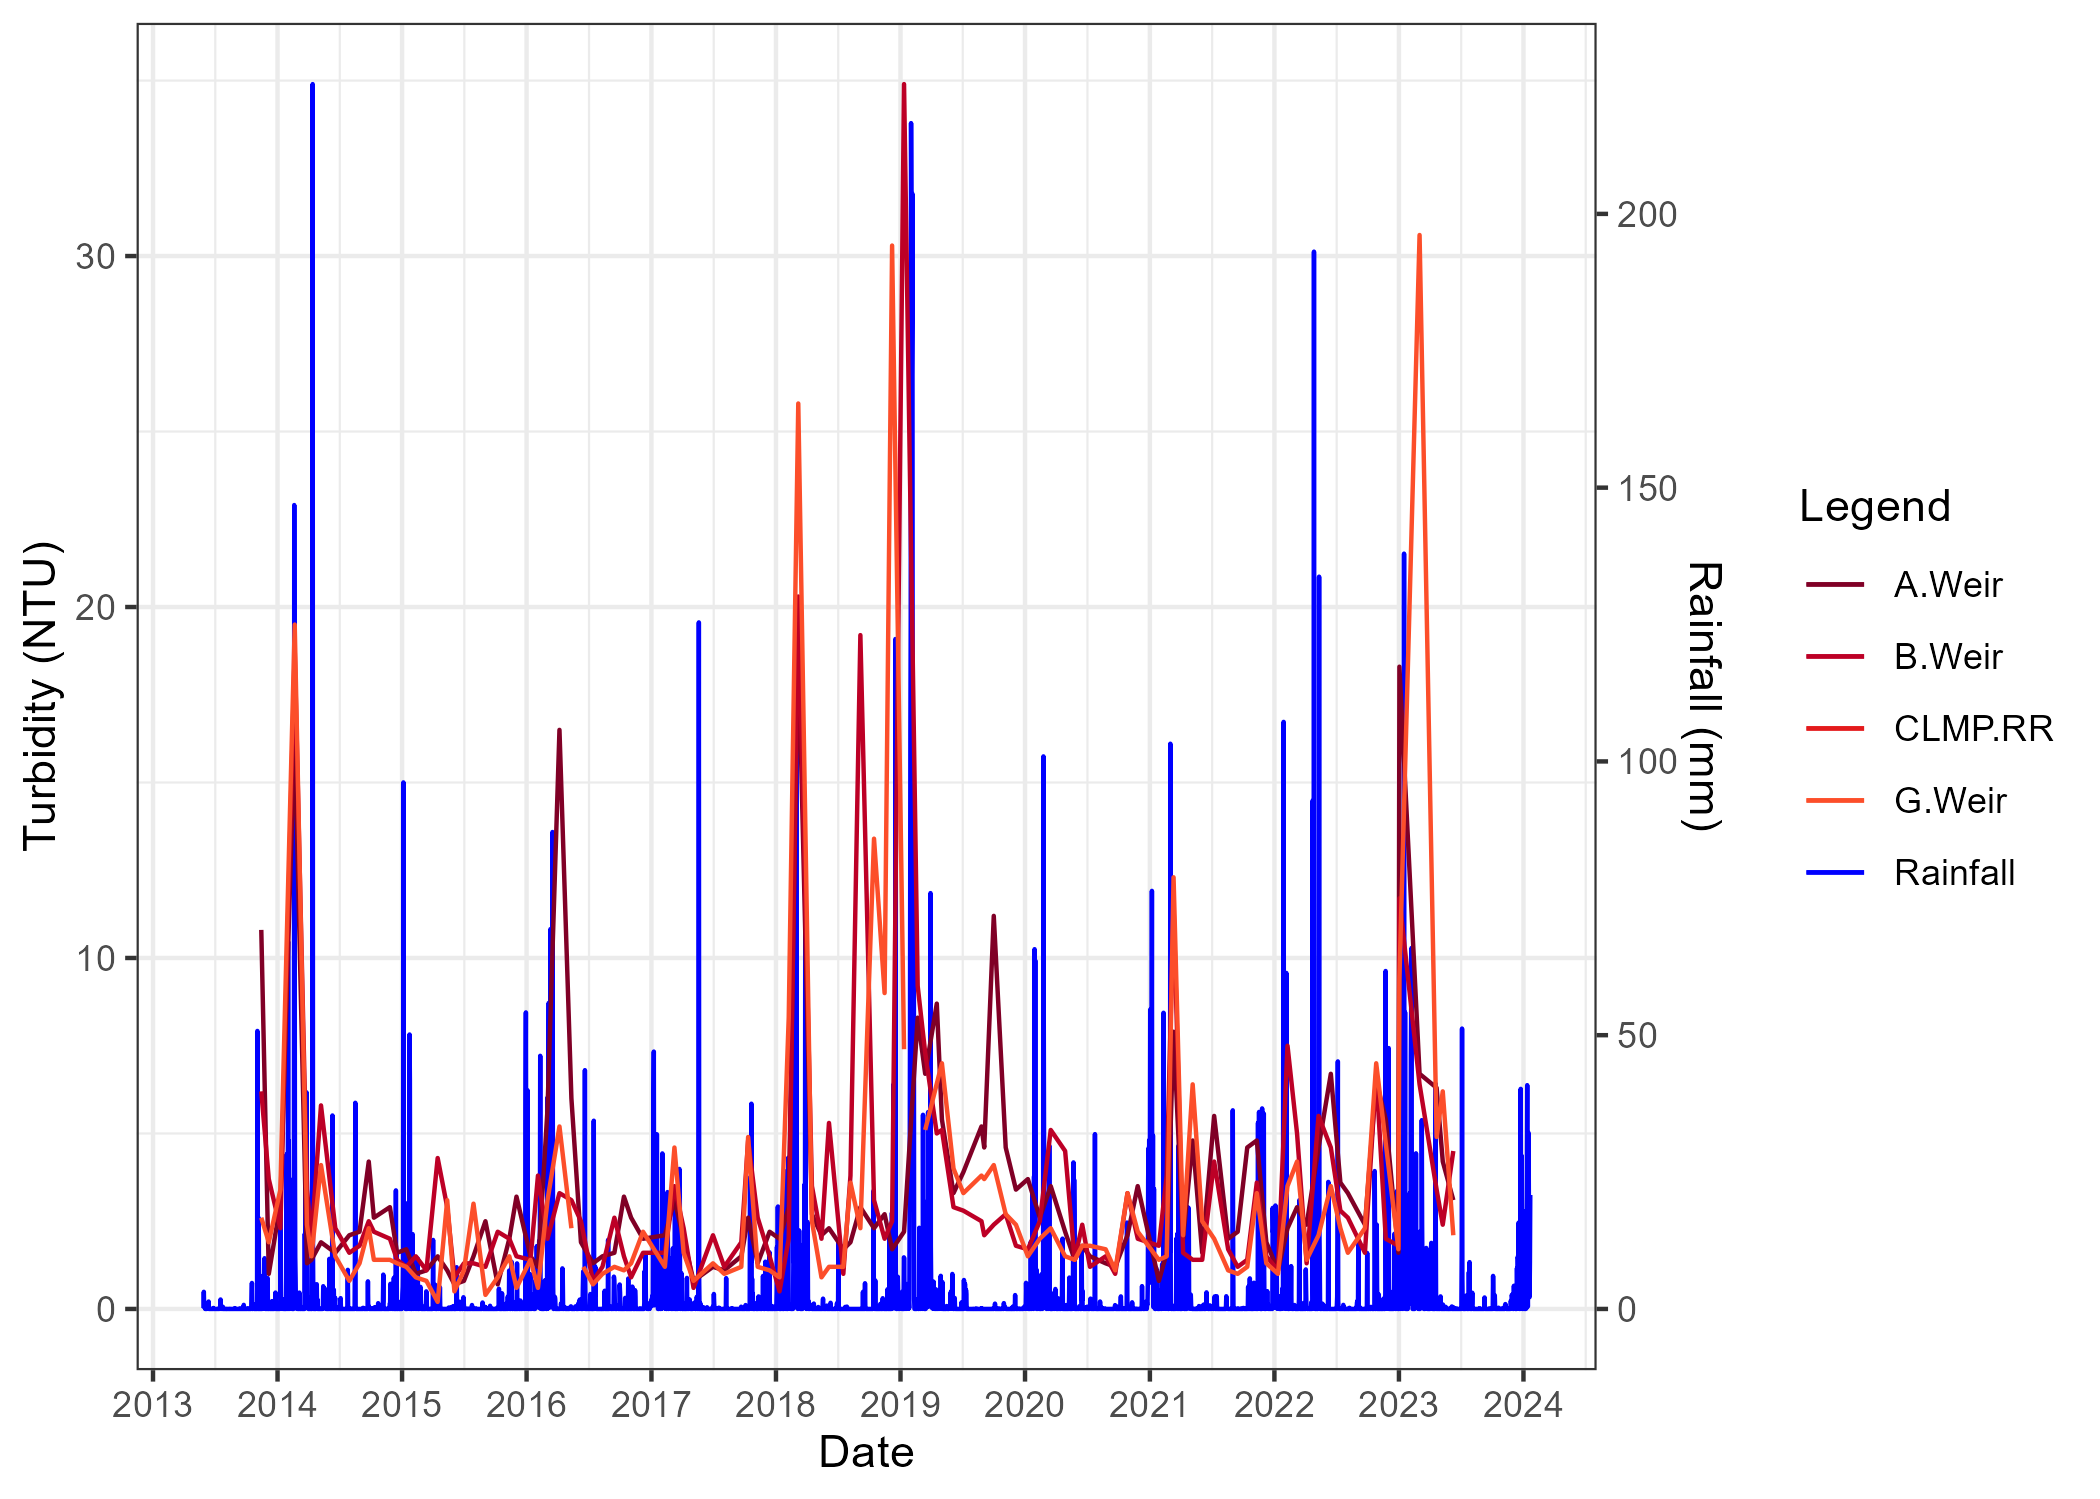 Turbidity (NTU)
30
20
10
0
200
150
100
50
0
Rainfall (mm)
2013 2014 2015 2016 2017 2018 2019 2020 2021 2022 2023 2024
Date
Legend
A.Weir
B.Weir
CLMP.RR
G.Weir
Rainfall